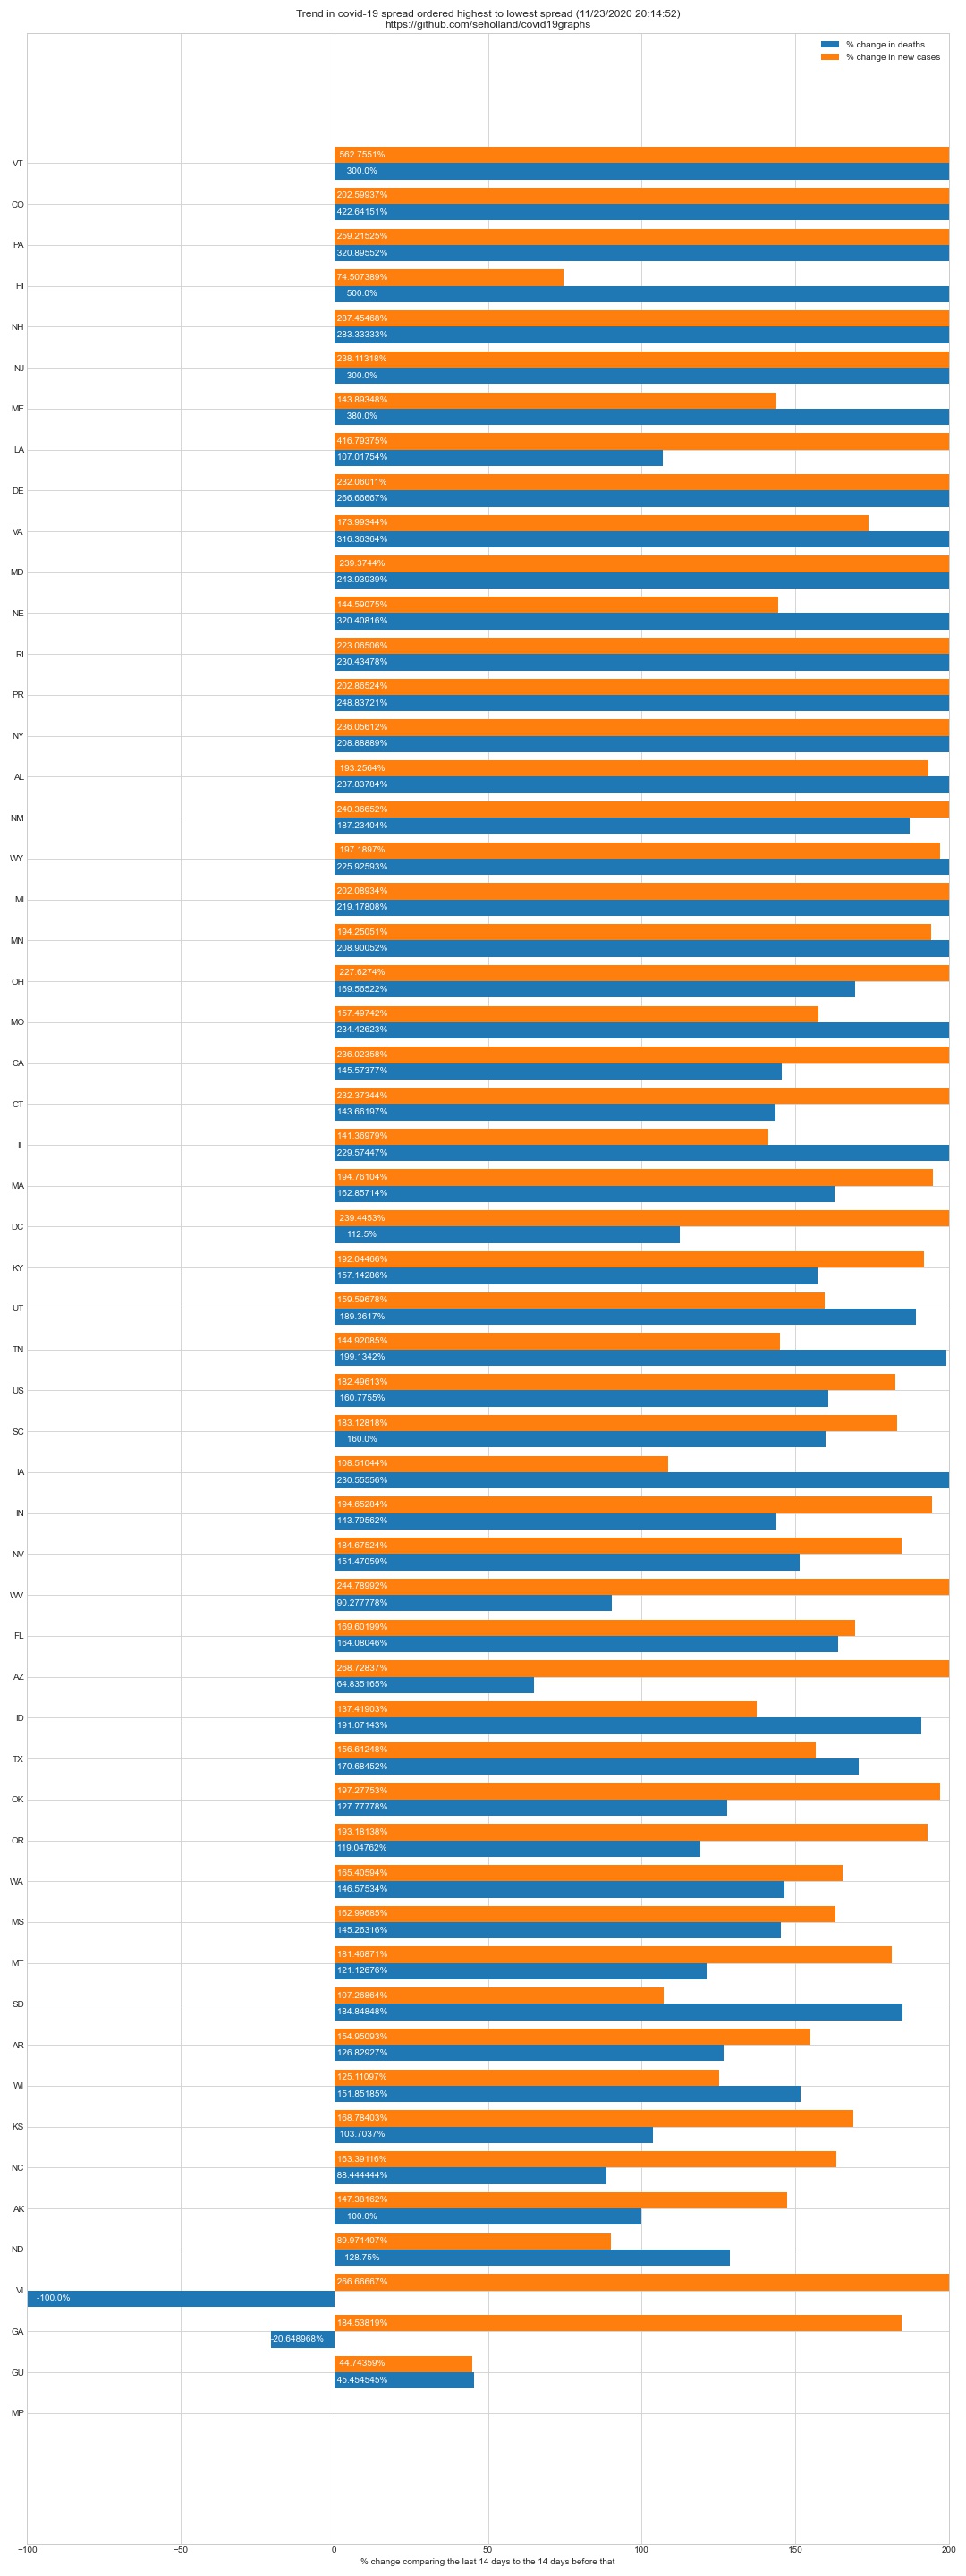 Trend in covid-19 spread ordered highest to lowest spread (11/23/2020 20:14:52)
https://github.com/seholland/covid19graphs
% change in deaths
% change in new cases
562.7551%
VT
300.0%
202.59937%
CO
422.64151%
259.21525%
PA
320.89552%
74.507389%
HI
500.0%
287.45468%
NH
283.33333%
238.11318%
NJ
300.0%
143.89348%
ME
380.0%
416.79375%
LA
107.01754%
232.06011%
DE
266.66667%
173.99344%
VA
316.36364%
239.3744%
MD
243.93939%
144.59075%
NE
320.40816%
223.06506%
RI
230.43478%
202.86524%
PR
248.83721%
236.05612%
NY
208.88889%
193.2564%
AL
237.83784%
240.36652%
NM
187.23404%
197.1897%
WY
225.92593%
202.08934%
MI
219.17808%
194.25051%
MN
208.90052%
227.6274%
OH
169.56522%
157.49742%
MO
234.42623%
236.02358%
CA
145.57377%
232.37344%
CT
143.66197%
141.36979%
IL
229.57447%
194.76104%
MA
162.85714%
239.4453%
DC
112.5%
192.04466%
KY
157.14286%
159.59678%
UT
189.3617%
144.92085%
TN
199.1342%
182.49613%
US
160.7755%
183.12818%
SC
160.0%
108.51044%
IA
230.55556%
194.65284%
IN
143.79562%
184.67524%
NV
151.47059%
244.78992%
WV
90.277778%
169.60199%
FL
164.08046%
268.72837%
AZ
64.835165%
137.41903%
ID
191.07143%
156.61248%
TX
170.68452%
197.27753%
OK
127.77778%
193.18138%
OR
119.04762%
165.40594%
WA
146.57534%
162.99685%
MS
145.26316%
181.46871%
MT
121.12676%
107.26864%
SD
184.84848%
154.95093%
AR
126.82927%
125.11097%
WI
151.85185%
168.78403%
KS
103.7037%
163.39116%
NC
88.444444%
147.38162%
AK
100.0%
89.971407%
ND
128.75%
266.66667%
VI
-100.0%
184.53819%
GA
-20.648968%
44.74359%
GU
45.454545%
MP
−100 −50 0 50 100 150 200
% change comparing the last 14 days to the 14 days before that